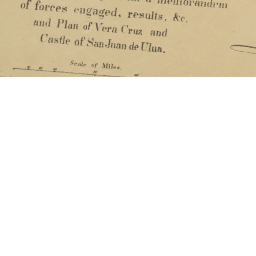 a memorandum
of forces engaged, results, &c.
and Plan of Vera Cruz and
Castle of San Juan de Ulua.
Scale of Miles.